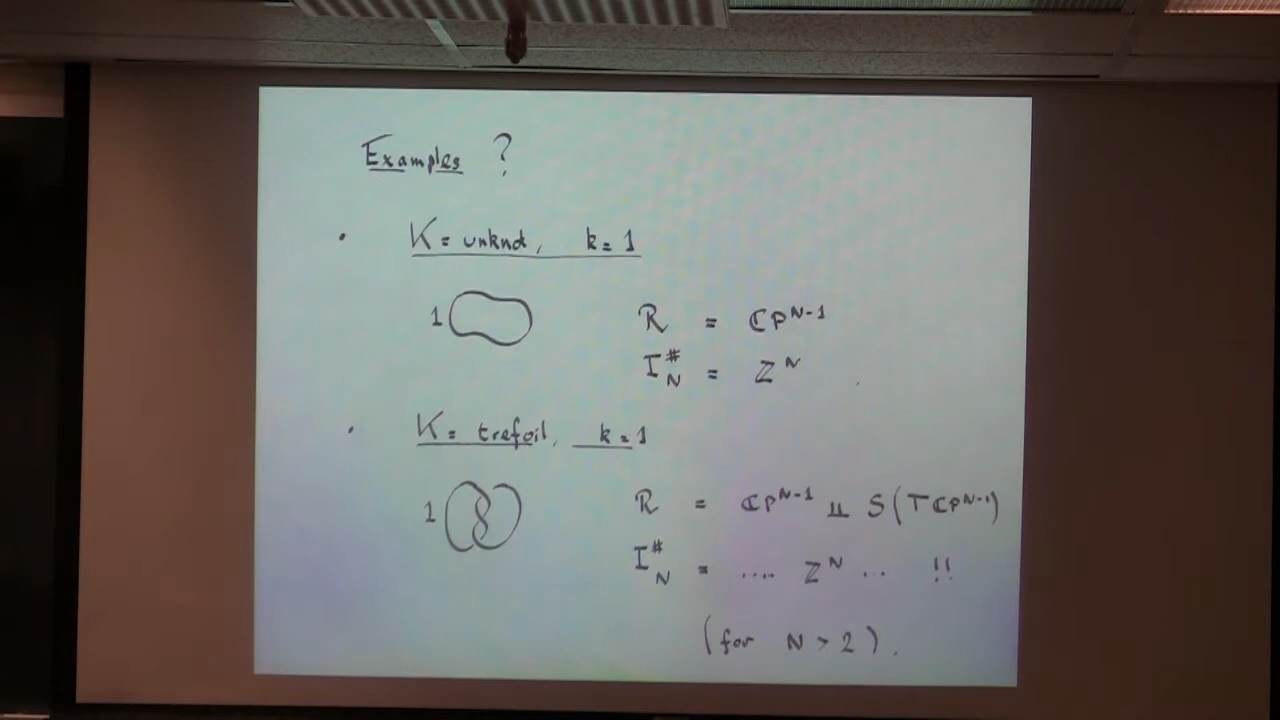 Examples ?
· K = unknot, k = 1
1 R = ℂP^{N-1}
I^#_N = ℤ^N
· K = trefoil, k = 1
1 R = ℂP^{N-1} ⨿ S(TℂP^{N-1})
I^#_N = .... ℤ^N ... !!
(for N > 2).